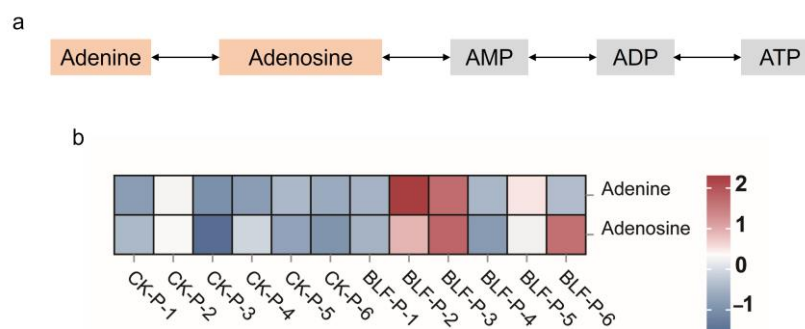 a
Adenine Adenosine AMP ADP ATP
b
Adenine
Adenosine
CK-P-1 CK-P-2 CK-P-3 CK-P-4 CK-P-5 CK-P-6 BLF-P-1 BLF-P-2 BLF-P-3 BLF-P-4 BLF-P-5 BLF-P-6
2
1
0
−1